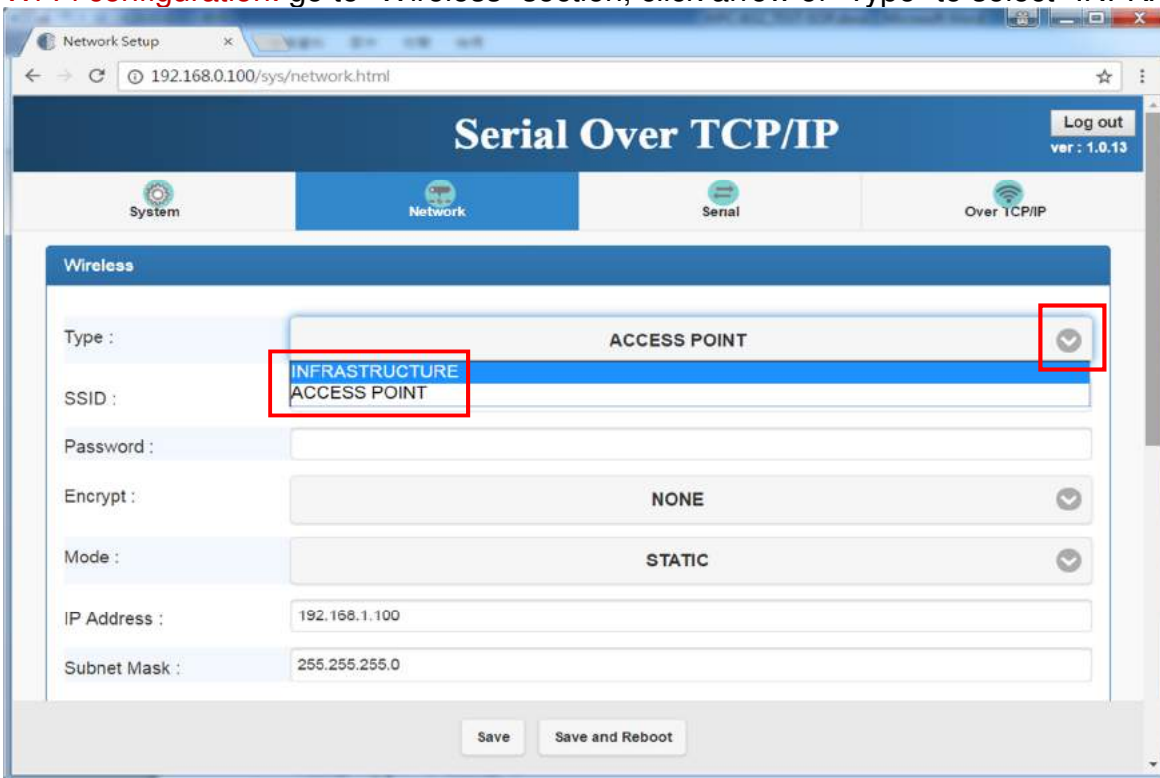 configuration: go to "Wireless" section, click arrow of "Type" to select
Network Setup ×
192.168.0.100/sys/network.html
Serial Over TCP/IP
Log out
ver : 1.0.13
System Network Serial Over TCP/IP
Wireless
Type : ACCESS POINT
INFRASTRUCTURE
ACCESS POINT
SSID :
Password :
Encrypt : NONE
Mode : STATIC
IP Address : 192.168.1.100
Subnet Mask : 255.255.255.0
Save Save and Reboot